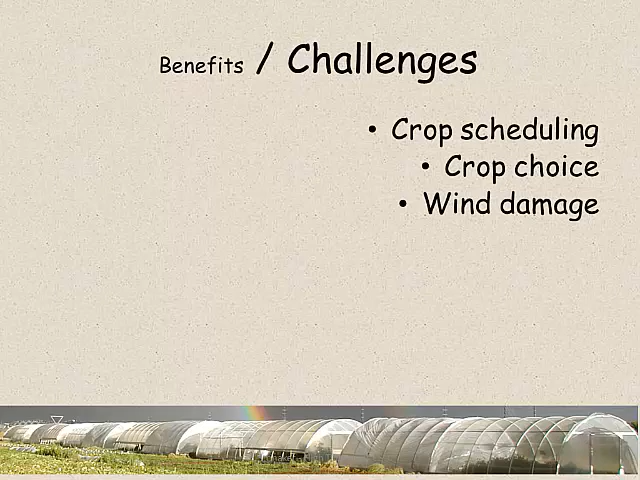 Benefits / Challenges
• Crop scheduling
• Crop choice
• Wind damage